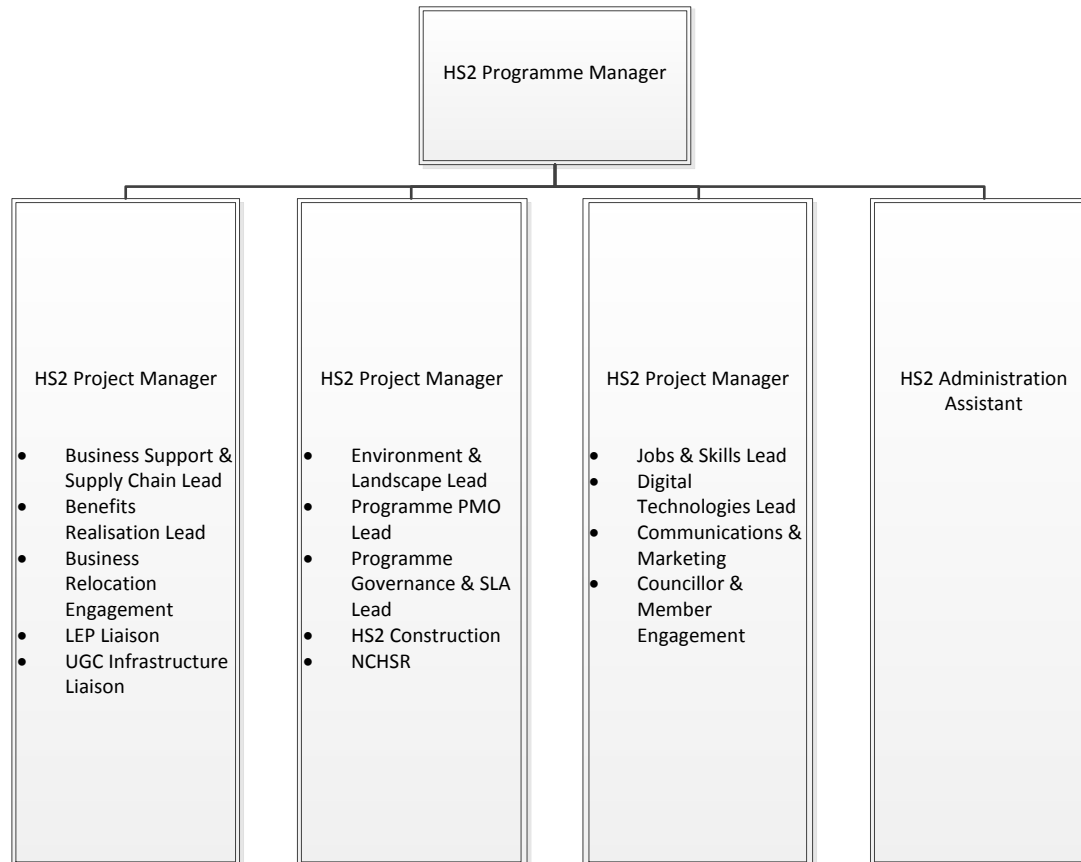 HS2 Programme Manager
HS2 Project Manager
• Business Support &
Supply Chain Lead
• Benefits
Realisation Lead
• Business
Relocation
Engagement
• LEP Liaison
• UGC Infrastructure
Liaison
HS2 Project Manager
• Environment &
Landscape Lead
• Programme PMO
Lead
• Programme
Governance & SLA
Lead
• HS2 Construction
• NCHSR
HS2 Project Manager
• Jobs & Skills Lead
• Digital
Technologies Lead
• Communications &
Marketing
• Councillor &
Member
Engagement
HS2 Administration
Assistant